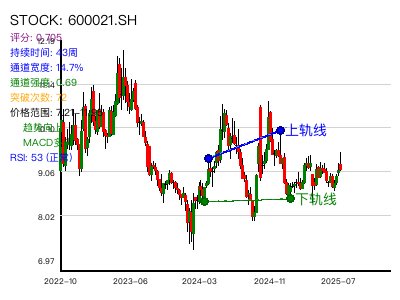 STOCK: 600021.SH
评分: 0.705
12.19
持续时间: 43周
通道宽度: 14.7%
通道强度: 0.69
突破次数: 12
价格范围: 7.21-
趋势
MACD
RSI: 53 (正常)
上轨线
下轨线
9.06
8.02
6.97
2022-10
2023-06
2024-03
2024-11
2025-07